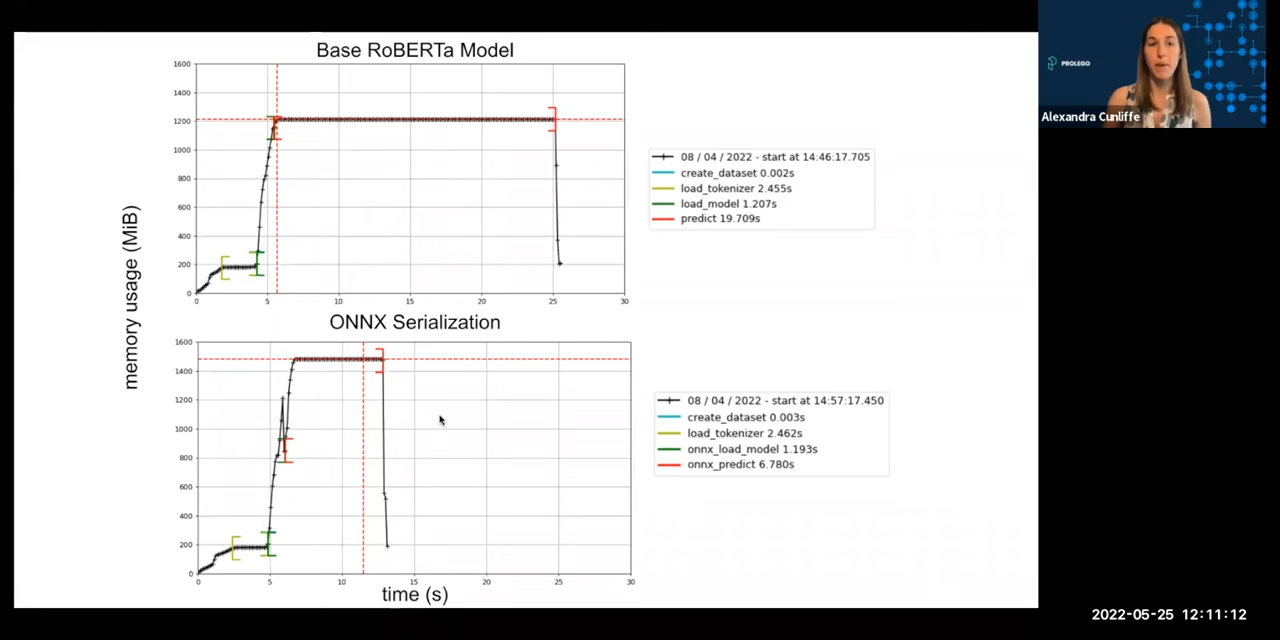 Base RoBERTa Model
1600
1400
1200
1000
800
600
400
200
0
0 5 10 15 20 25 30
08 / 04 / 2022 - start at 14:46:17.705
create_dataset 0.002s
load_tokenizer 2.455s
load_model 1.207s
predict 19.709s
memory usage (MiB)
ONNX Serialization
1600
1400
1200
1000
800
600
400
200
0
0 5 10 15 20 25 30
time (s)
08 / 04 / 2022 - start at 14:57:17.450
create_dataset 0.003s
load_tokenizer 2.462s
onnx_load_model 1.193s
onnx_predict 6.780s
PROLEGO
Alexandra Cunliffe
2022-05-25 12:11:12